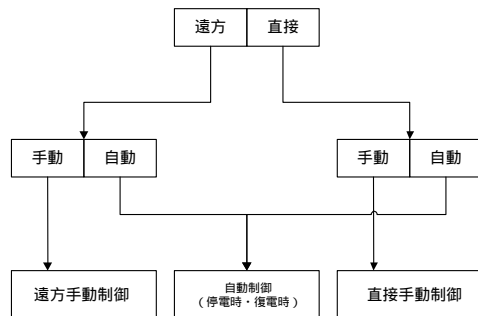 遠方 直接
手動 自動 手動 自動
遠方手動制御
自動制御
（停電時・復電時）
直接手動制御